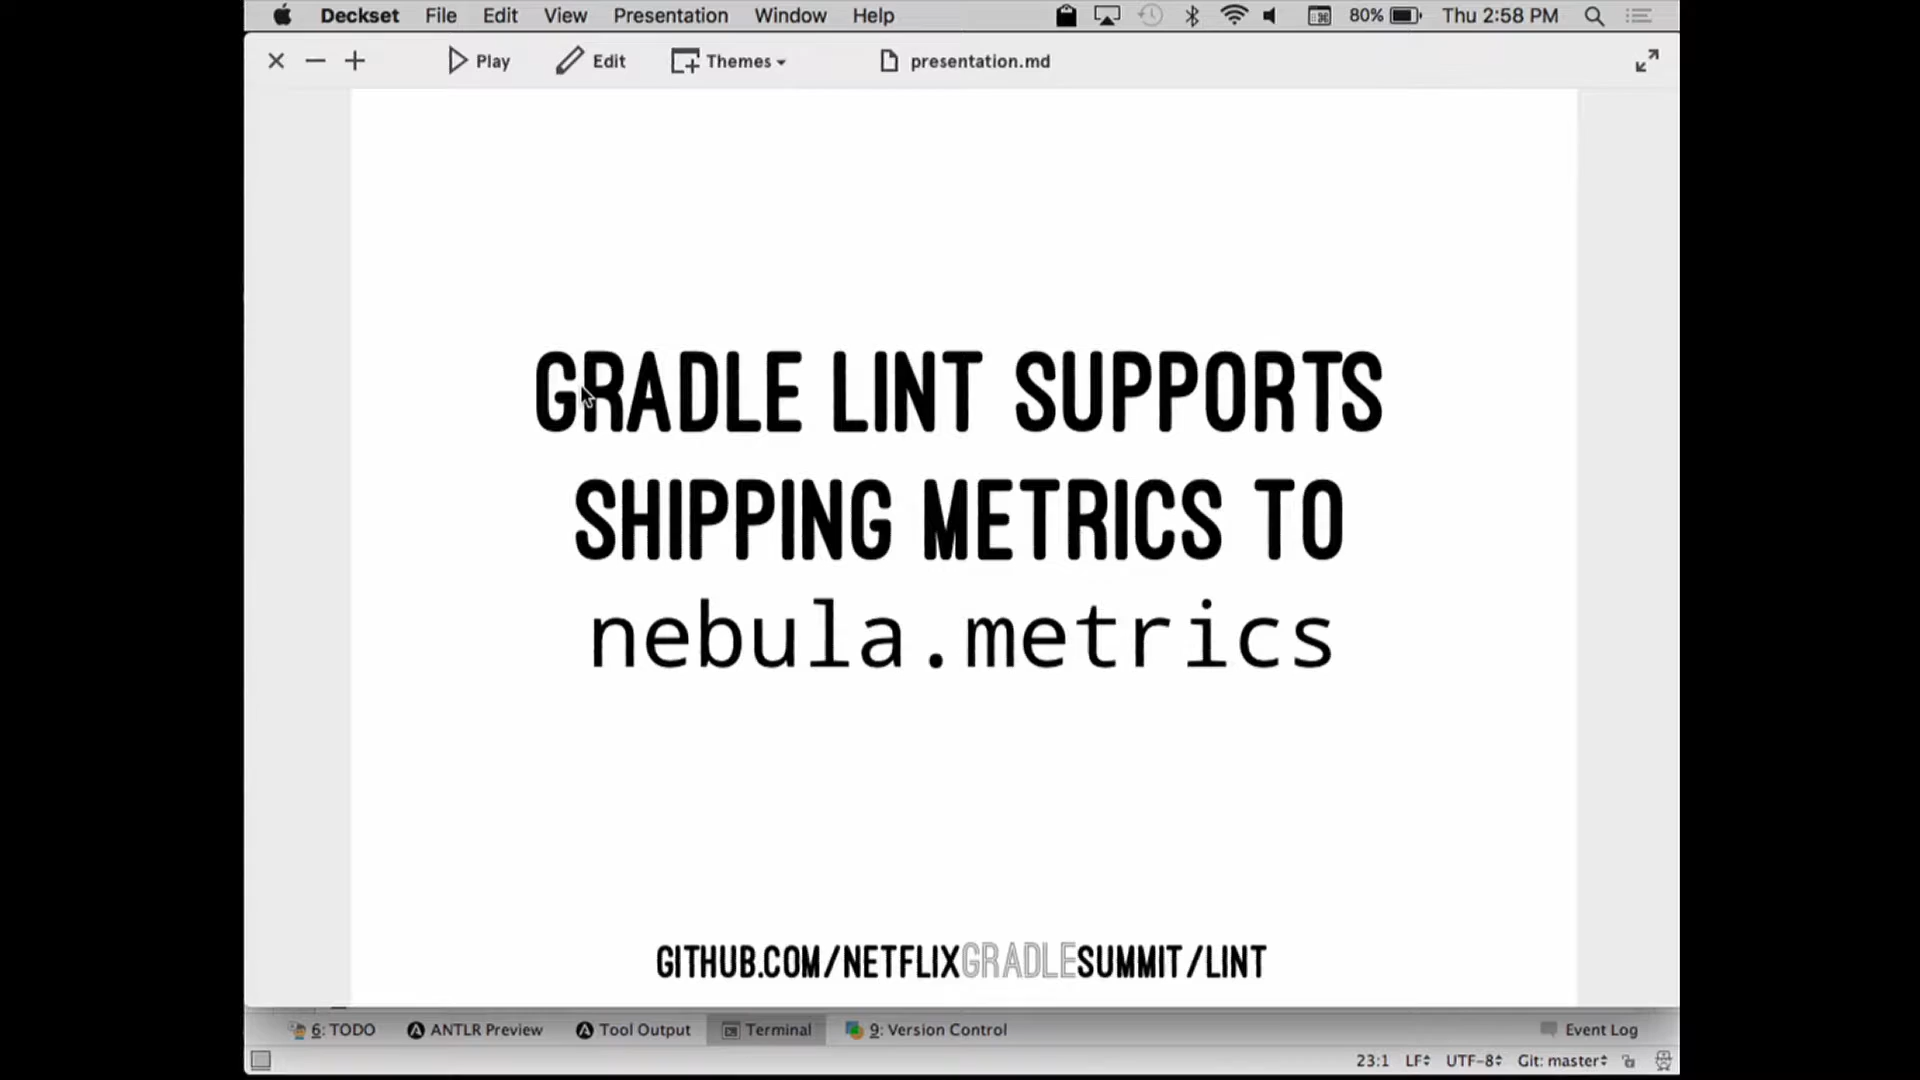 Deckset File Edit View Presentation Window Help 80% Thu 2:58 PM
Play Edit Themes presentation.md
GRADLE LINT SUPPORTS
SHIPPING METRICS TO
nebula.metrics
GITHUB.COM/NETFLIXGRADLESUMMIT/LINT
6: TODO ANTLR Preview Tool Output Terminal 9: Version Control Event Log
23:1 LF UTF-8 Git: master